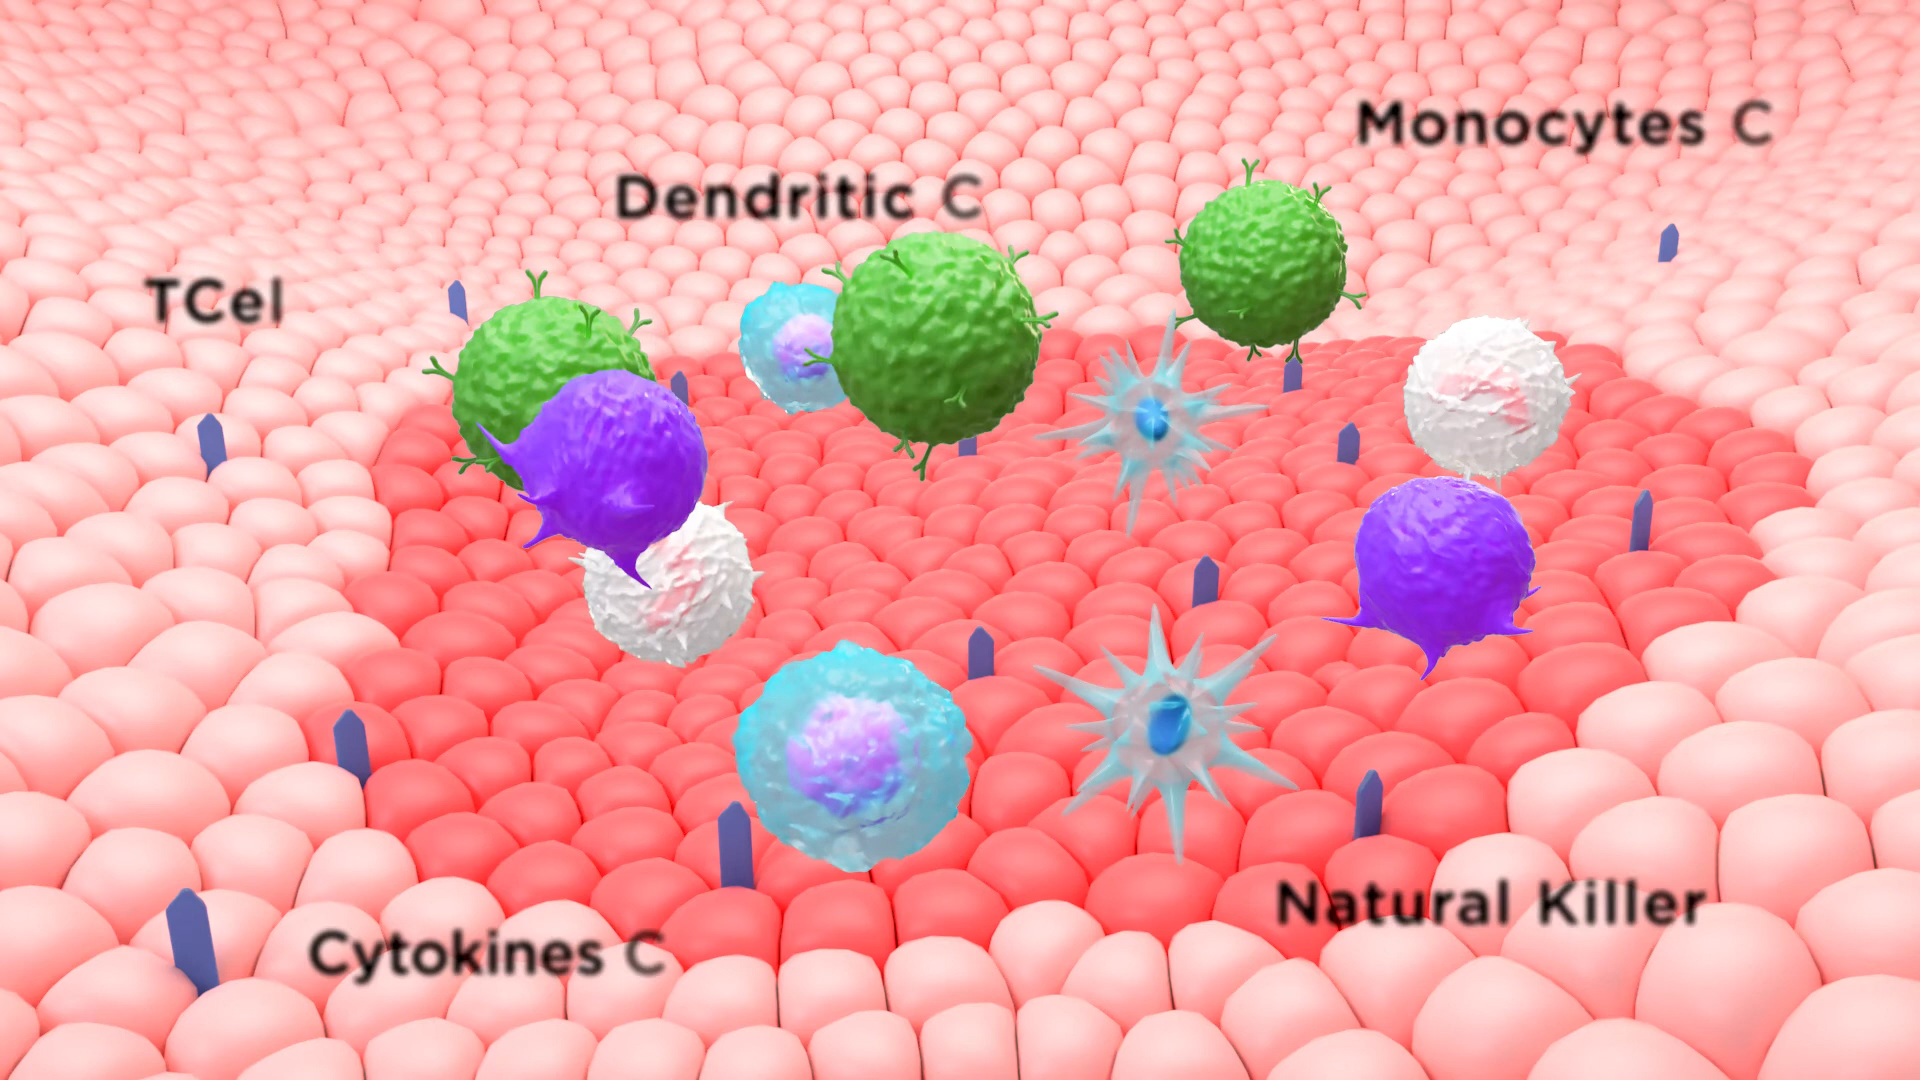 Monocytes C
Dendritic C
TCel
Natural Killer
Cytokines C